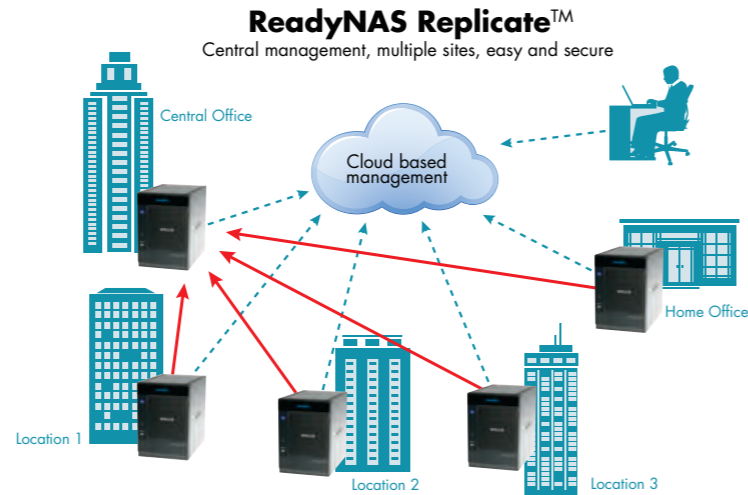 ReadyNAS Replicate™
Central management, multiple sites, easy and secure
Central Office
Cloud based
management
Home Office
Location 1
Location 2
Location 3